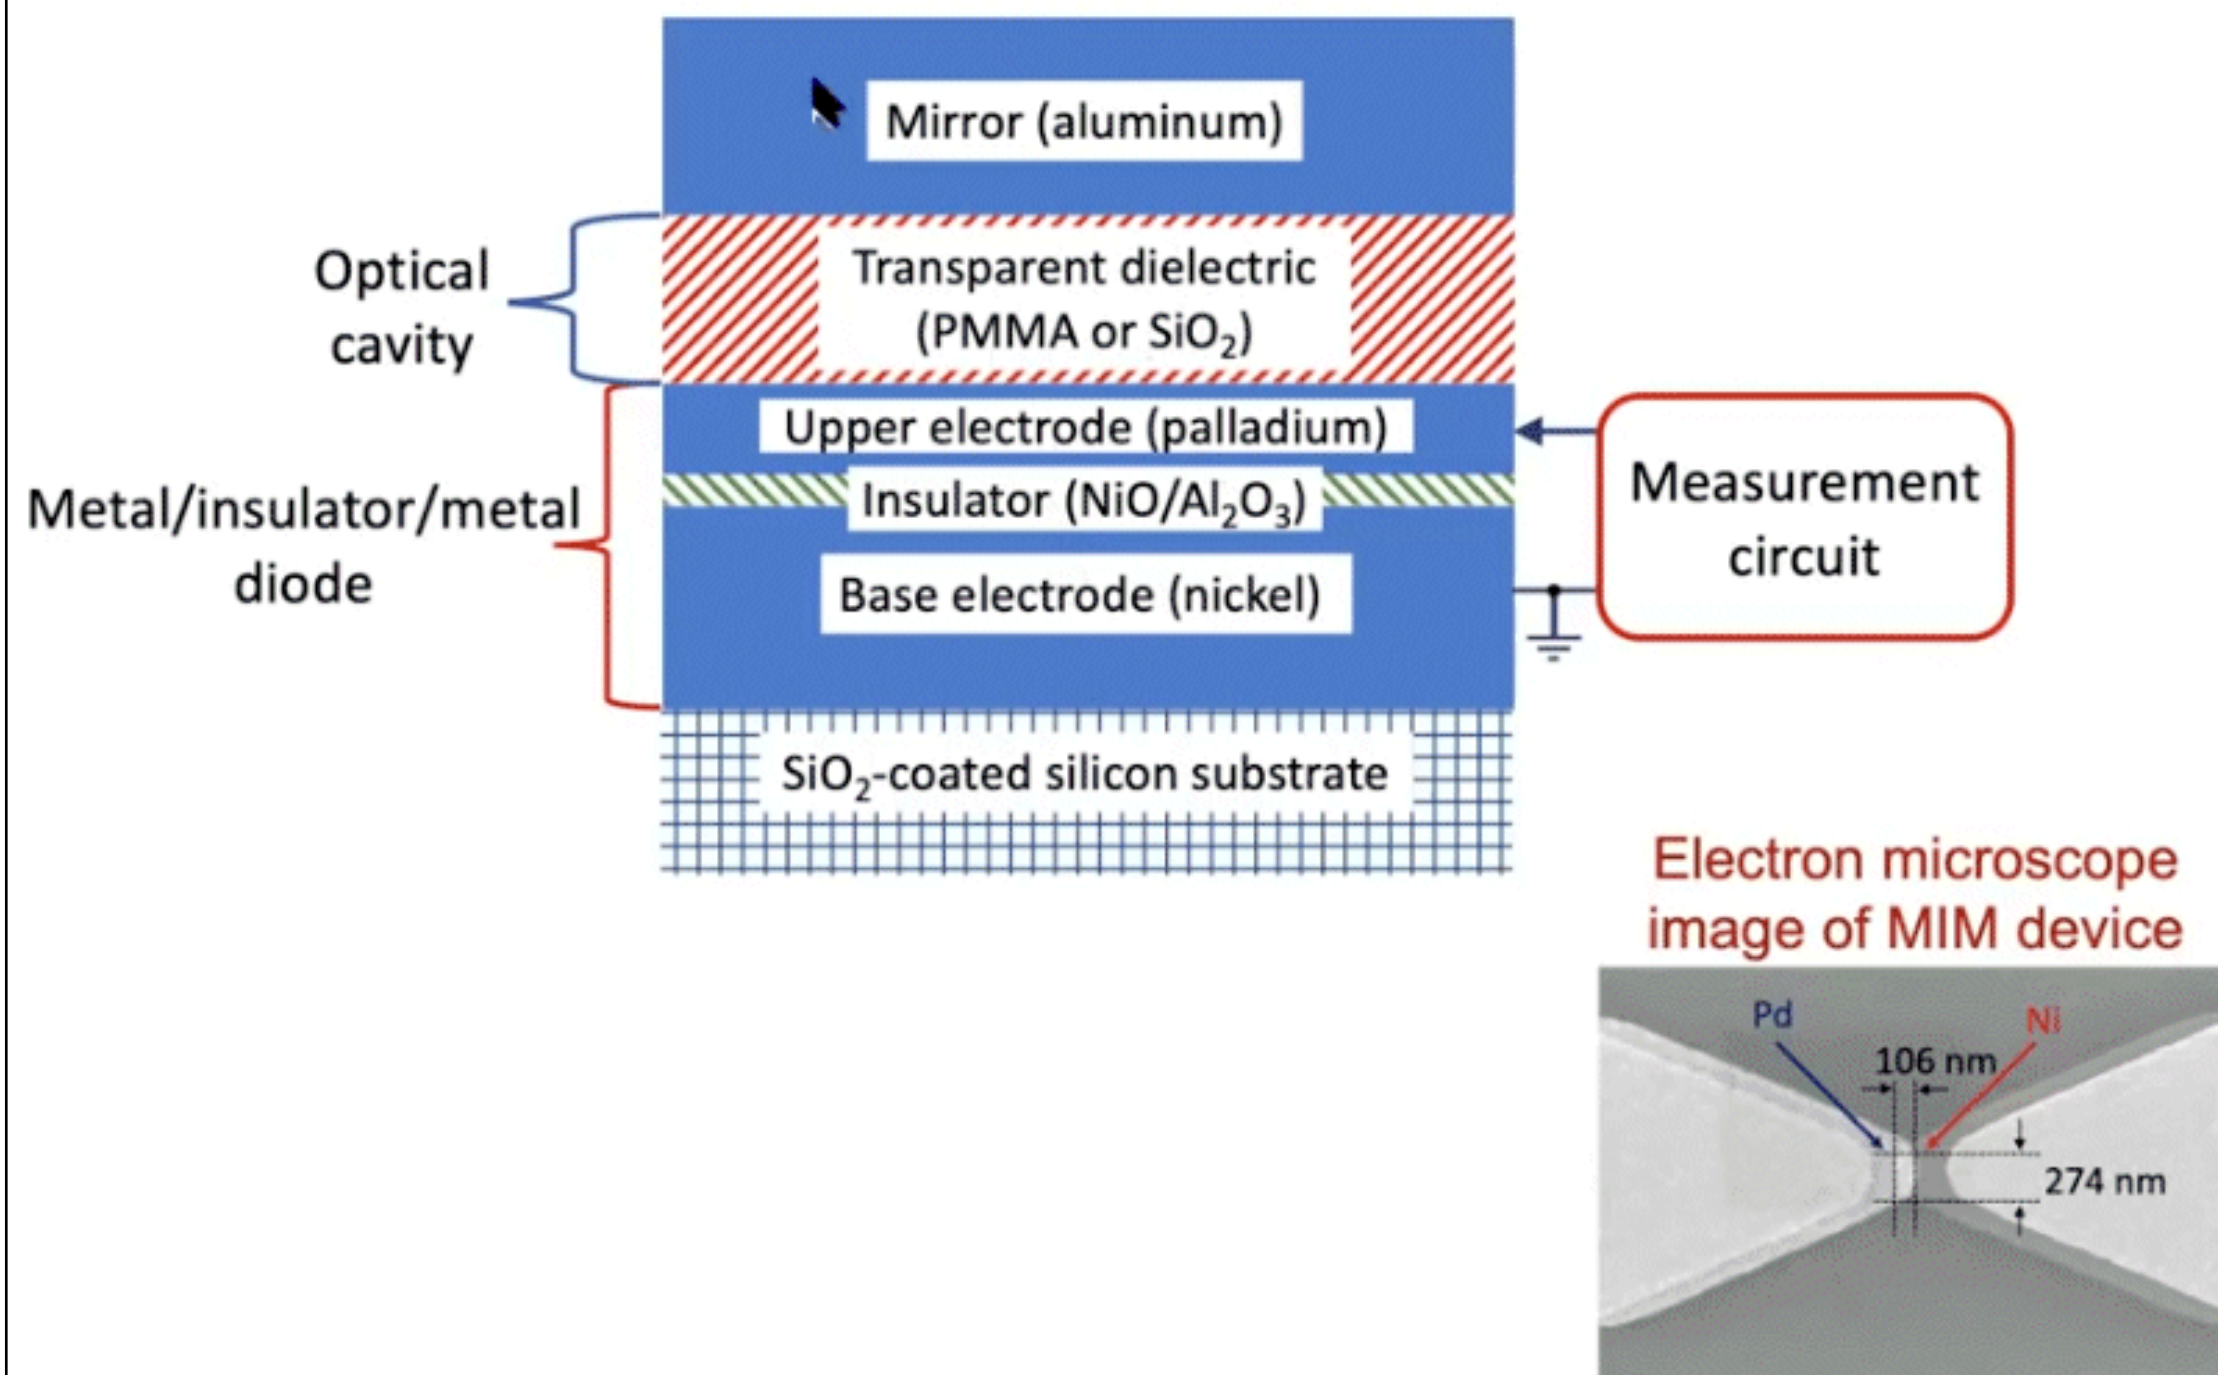 Mirror (aluminum)
Optical
cavity
Transparent dielectric
(PMMA or SiO₂)
Upper electrode (palladium)
Insulator (NiO/Al₂O₃)
Base electrode (nickel)
Metal/insulator/metal
diode
Measurement
circuit
SiO₂-coated silicon substrate
Electron microscope
image of MIM device
Pd
Ni
106 nm
274 nm